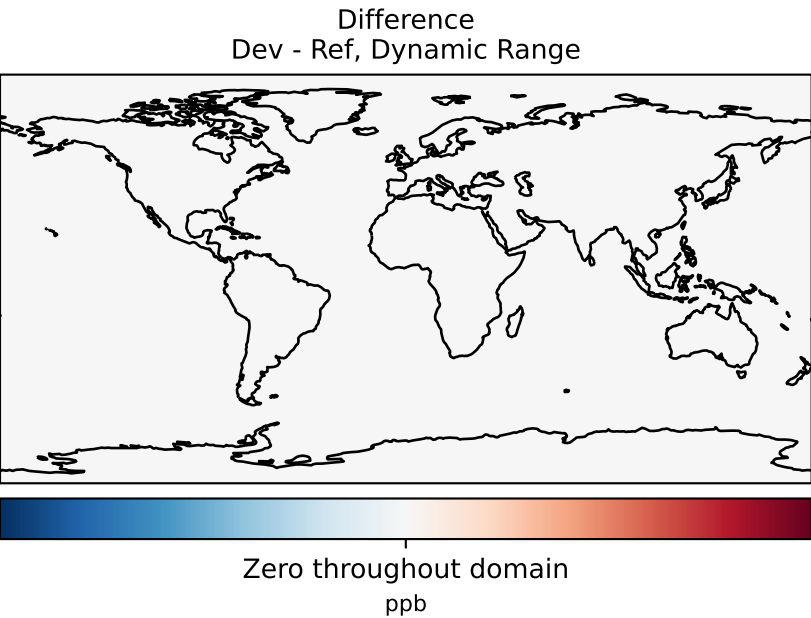 Difference
Dev - Ref, Dynamic Range
Zero throughout domain
ppb